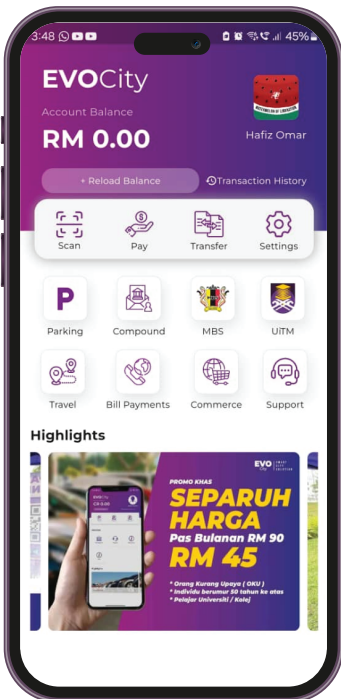 3:48
45%
EVOCity
Account Balance
RM 0.00
Hafiz Omar
+ Reload Balance
Transaction History
Scan
Pay
Transfer
Settings
P
Parking
Compound
MBS
UiTM
Travel
Bill Payments
Commerce
Support
Highlights
EVO
City
PROMO KHAS
SEPARUH
HARGA
Pas Bulanan RM 90
RM 45
* Orang Kurang Upaya ( OKU )
* Individu berumur 50 tahun ke atas
* Pelajar Universiti / Kolej